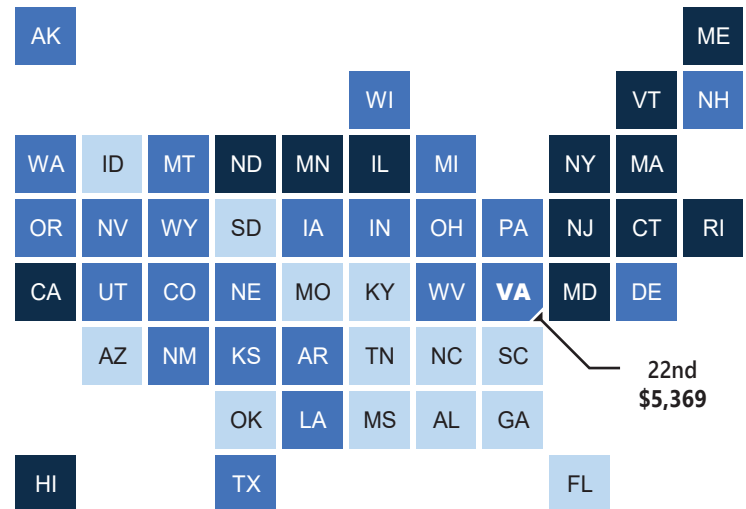 AK ME
WI VT NH
WA ID MT ND MN IL MI NY MA
OR NV WY SD IA IN OH PA NJ CT RI
CA UT CO NE MO KY WV VA MD DE
AZ NM KS AR TN NC SC
22nd
$5,369
OK LA MS AL GA
HI TX FL